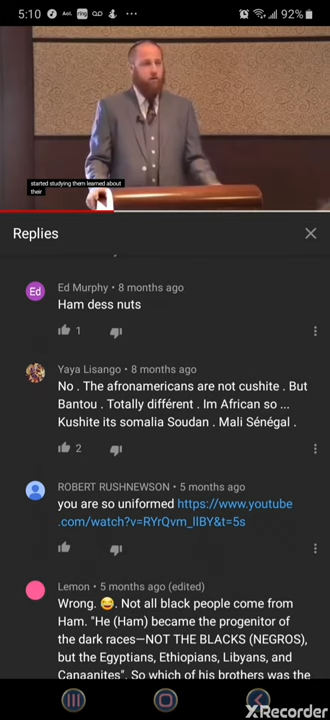 5:10
AoL
ring
92%
started studying them learned about
their
Replies
Ed
Ed Murphy • 8 months ago
Ham dess nuts
1
Yaya Lisango • 8 months ago
No . The afronamericans are not cushite . But
Bantou . Totally différent . Im African so ...
Kushite its somalia Soudan . Mali Sénégal .
2
ROBERT RUSHNEWSON • 5 months ago
you are so uniformed https://www.youtube
.com/watch?v=RYrQvm_llBY&t=5s
Lemon • 5 months ago (edited)
Wrong. 😅. Not all black people come from
Ham. "He (Ham) became the progenitor of
the dark races—NOT THE BLACKS (NEGROS),
but the Egyptians, Ethiopians, Libyans, and
Canaanites". So which of his brothers was the
XRecorder